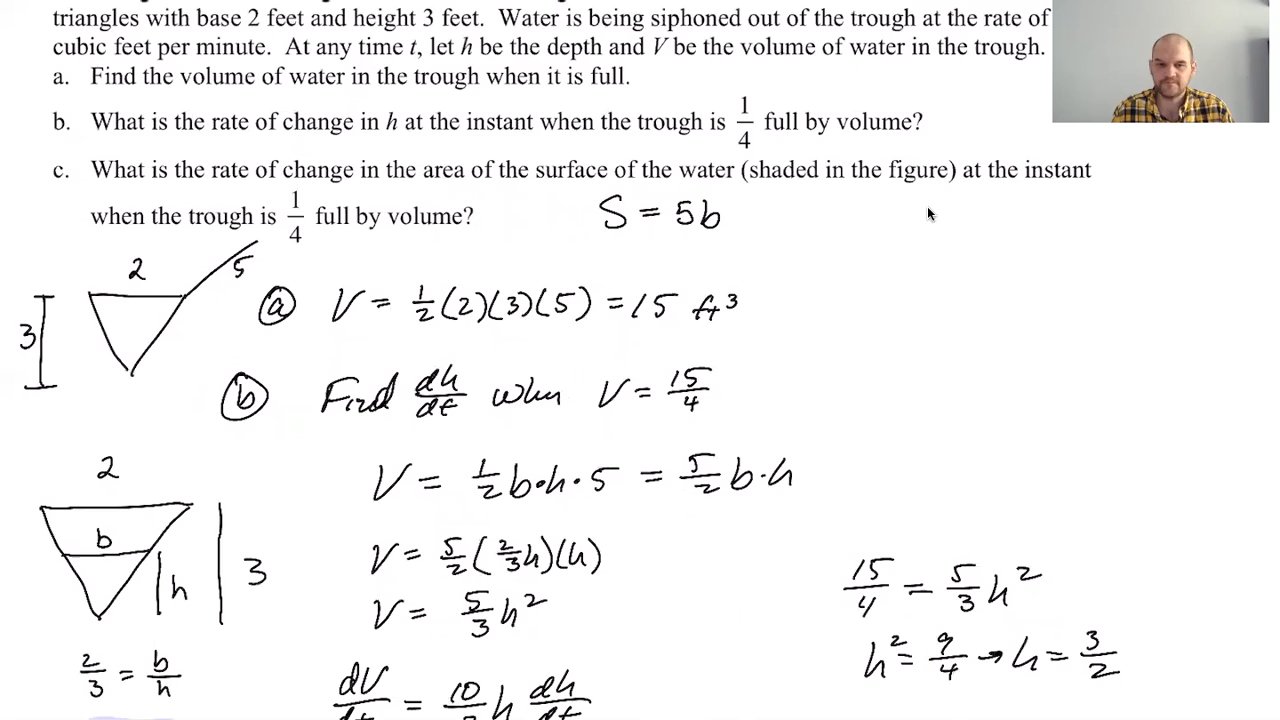 triangles with base 2 feet and height 3 feet. Water is being siphoned out of the trough at the rate of
cubic feet per minute. At any time t, let h be the depth and V be the volume of water in the trough.
a. Find the volume of water in the trough when it is full.
b. What is the rate of change in h at the instant when the trough is 1/4 full by volume?
c. What is the rate of change in the area of the surface of the water (shaded in the figure) at the instant
when the trough is 1/4 full by volume?
S = 5b
2
5
3
(a) V = 1/2 (2)(3)(5) = 15 ft³
(b) Find dh/dt when V = 15/4
2
b
h
3
V = 1/2 b·h·5 = 5/2 b·h
V = 5/2 (2/3 h)(h)
V = 5/3 h²
15/4 = 5/3 h²
h² = 9/4 → h = 3/2
2/3 = b/h
dV/dt = 10/ h dh/dt